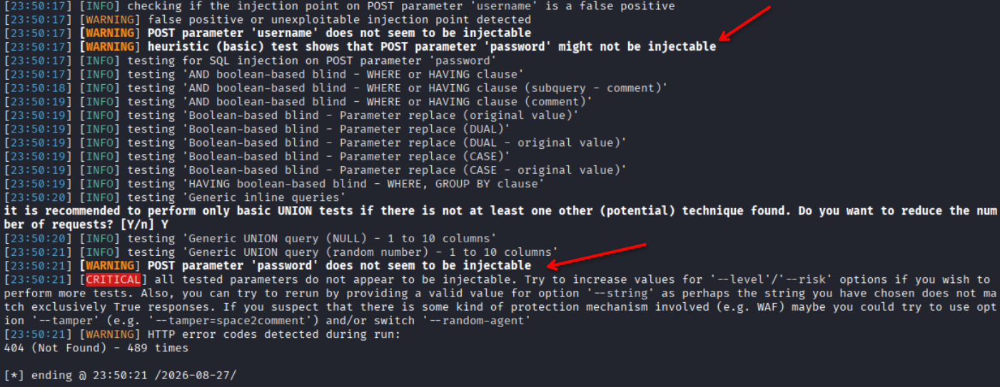 [23:50:17] [INFO] checking if the injection point on POST parameter 'username' is a false positive
[23:50:17] [WARNING] false positive or unexploitable injection point detected
[23:50:17] [WARNING] POST parameter 'username' does not seem to be injectable
[23:50:17] [WARNING] heuristic (basic) test shows that POST parameter 'password' might not be injectable
[23:50:17] [INFO] testing for SQL injection on POST parameter 'password'
[23:50:17] [INFO] testing 'AND boolean-based blind - WHERE or HAVING clause'
[23:50:18] [INFO] testing 'AND boolean-based blind - WHERE or HAVING clause (subquery - comment)'
[23:50:19] [INFO] testing 'AND boolean-based blind - WHERE or HAVING clause (comment)'
[23:50:19] [INFO] testing 'Boolean-based blind - Parameter replace (original value)'
[23:50:19] [INFO] testing 'Boolean-based blind - Parameter replace (DUAL)'
[23:50:19] [INFO] testing 'Boolean-based blind - Parameter replace (DUAL - original value)'
[23:50:19] [INFO] testing 'Boolean-based blind - Parameter replace (CASE)'
[23:50:19] [INFO] testing 'Boolean-based blind - Parameter replace (CASE - original value)'
[23:50:19] [INFO] testing 'HAVING boolean-based blind - WHERE, GROUP BY clause'
[23:50:20] [INFO] testing 'Generic inline queries'
it is recommended to perform only basic UNION tests if there is not at least one other (potential) technique found. Do you want to reduce the num
ber of requests? [Y/n] Y
[23:50:20] [INFO] testing 'Generic UNION query (NULL) - 1 to 10 columns'
[23:50:21] [INFO] testing 'Generic UNION query (random number) - 1 to 10 columns'
[23:50:21] [WARNING] POST parameter 'password' does not seem to be injectable
[23:50:21] [CRITICAL] all tested parameters do not appear to be injectable. Try to increase values for '--level'/'--risk' options if you wish to
perform more tests. Also, you can try to rerun by providing a valid value for option '--string' as perhaps the string you have chosen does not ma
tch exclusively True responses. If you suspect that there is some kind of protection mechanism involved (e.g. WAF) maybe you could try to use opt
ion '--tamper' (e.g. '--tamper=space2comment') and/or switch '--random-agent'
[23:50:21] [WARNING] HTTP error codes detected during run:
404 (Not Found) - 489 times
[*] ending @ 23:50:21 /2026-08-27/